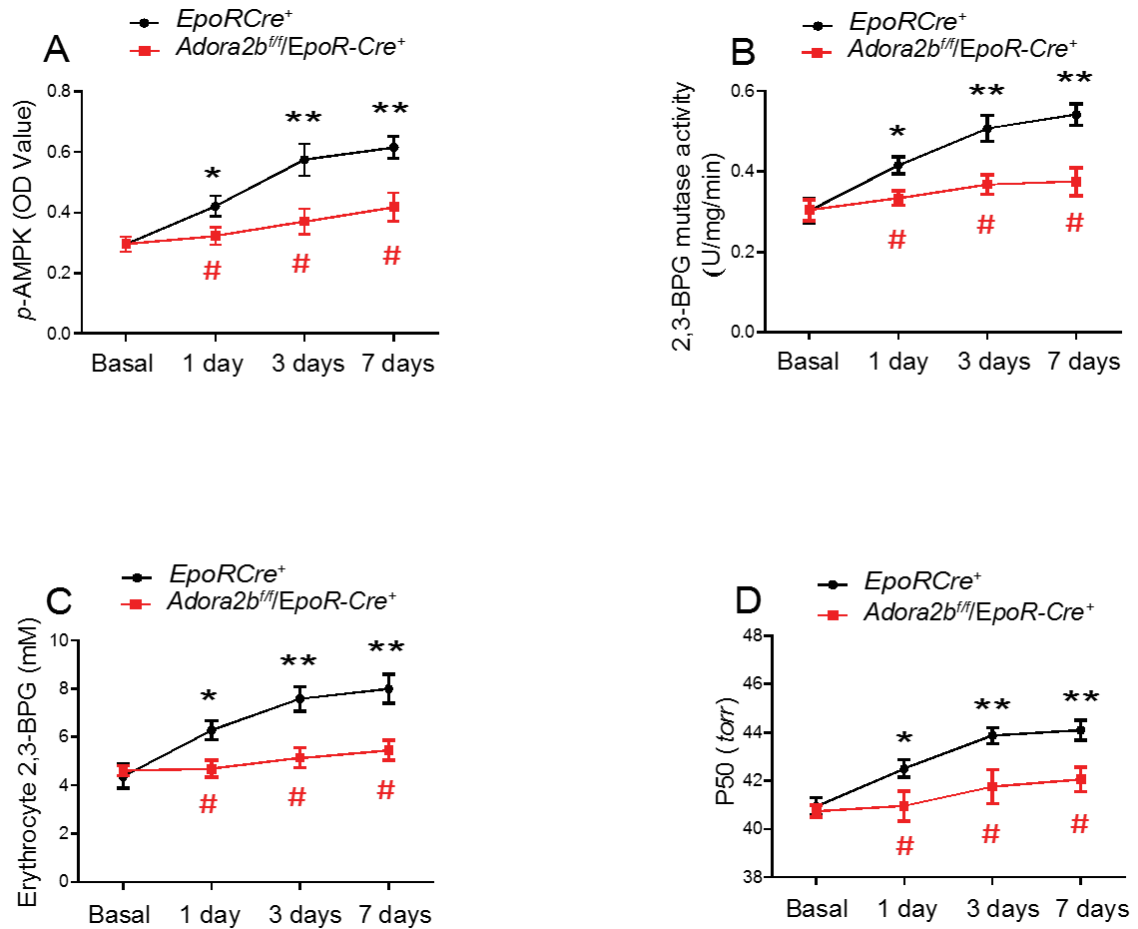 A
EpoRCre⁺
Adora2b^f/f/EpoR-Cre⁺
p-AMPK (OD Value)
0.8
0.6
0.4
0.2
0.0
*
**
**
#
#
#
Basal 1 day 3 days 7 days
B
EpoRCre⁺
Adora2b^f/f/EpoR-Cre⁺
2,3-BPG mutase activity
(U/mg/min)
0.6
0.4
0.2
0.0
*
**
**
#
#
#
Basal 1 day 3 days 7 days
C
EpoRCre⁺
Adora2b^f/f/EpoR-Cre⁺
Erythrocyte 2,3-BPG (mM)
10
8
6
4
2
0
*
**
**
#
#
#
Basal 1 day 3 days 7 days
D
EpoRCre⁺
Adora2b^f/f/EpoR-Cre⁺
P50 (torr)
48
46
44
42
40
38
*
**
**
#
#
#
Basal 1 day 3 days 7 days